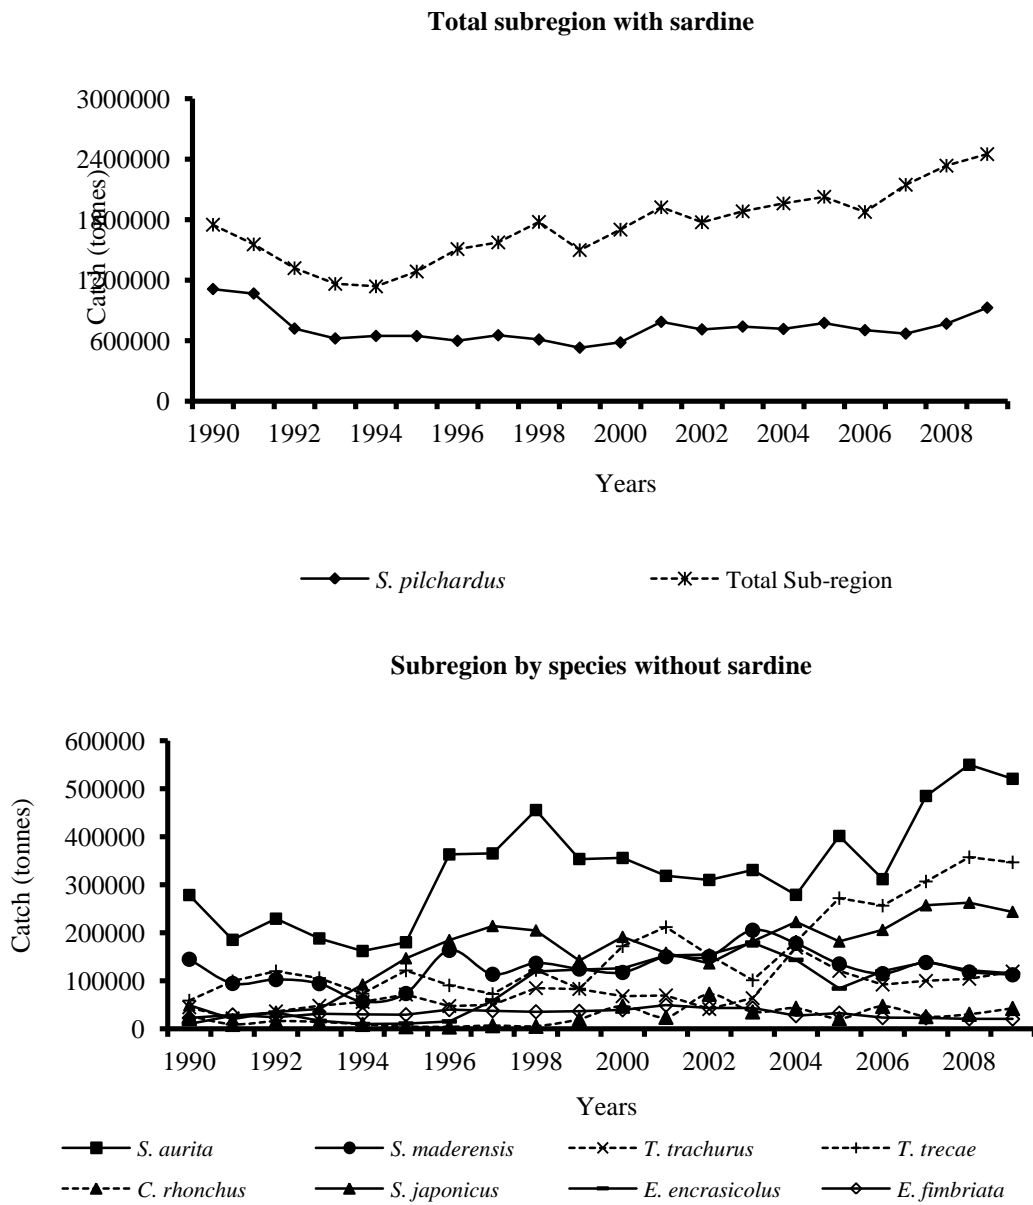 Total subregion with sardine
3000000
2400000
1800000
1200000
600000
0
Catch (tonnes)
1990 1992 1994 1996 1998 2000 2002 2004 2006 2008
Years
S. pilchardus Total Sub-region
Subregion by species without sardine
600000
500000
400000
300000
200000
100000
0
Catch (tonnes)
1990 1992 1994 1996 1998 2000 2002 2004 2006 2008
Years
S. aurita S. maderensis T. trachurus T. trecae
C. rhonchus S. japonicus E. encrasicolus E. fimbriata